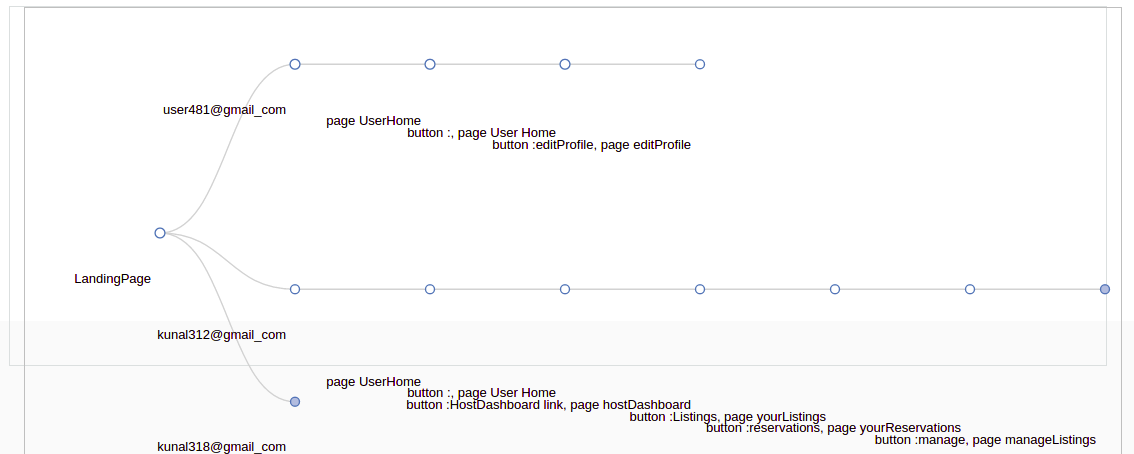 user481@gmail_com
page UserHome
button :, page User Home
button :editProfile, page editProfile
LandingPage
kunal312@gmail_com
page UserHome
button :, page User Home
button :HostDashboard link, page hostDashboard
button :Listings, page yourListings
button :reservations, page yourReservations
button :manage, page manageListings
kunal318@gmail_com